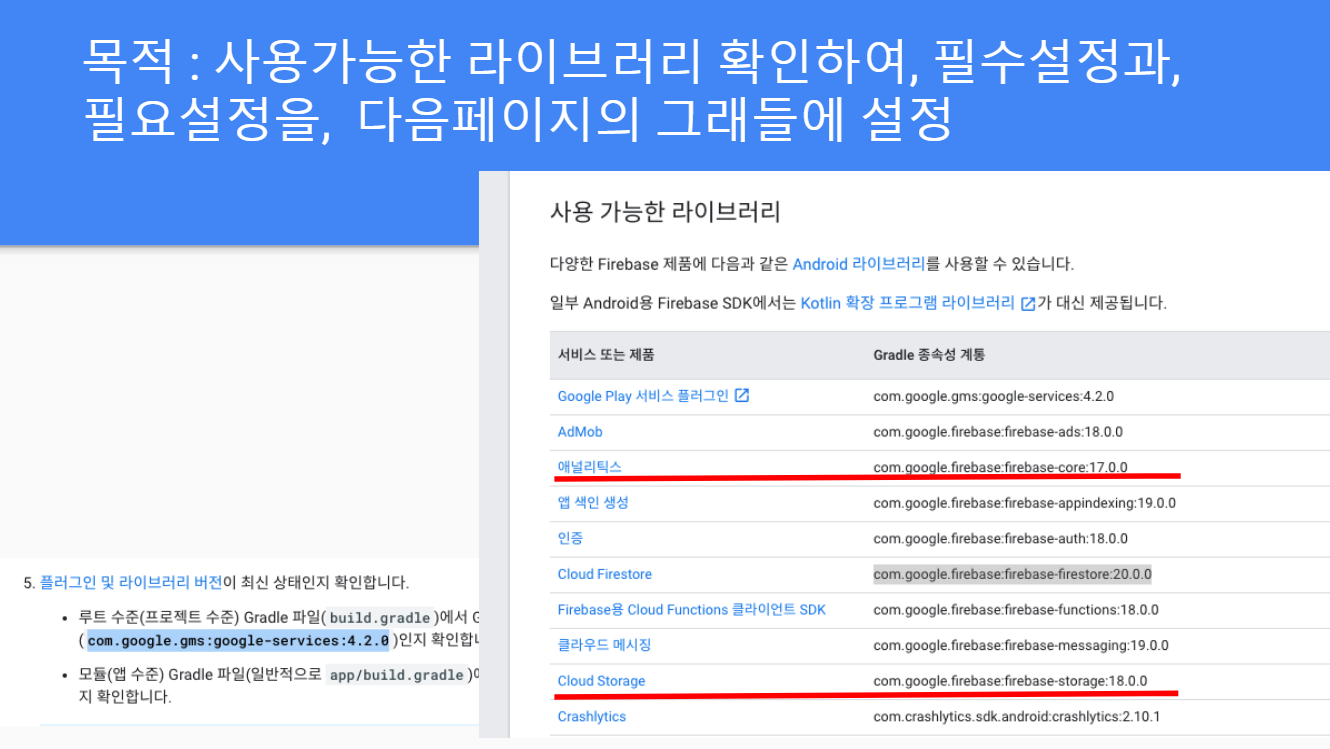 목적 : 사용가능한 라이브러리 확인하여, 필수설정과,
필요설정을, 다음페이지의 그래들에 설정
사용 가능한 라이브러리
다양한 Firebase 제품에 다음과 같은 Android 라이브러리를 사용할 수 있습니다.
일부 Android용 Firebase SDK에서는 Kotlin 확장 프로그램 라이브러리 가 대신 제공됩니다.
서비스 또는 제품 Gradle 종속성 계통
Google Play 서비스 플러그인 com.google.gms:google-services:4.2.0
AdMob com.google.firebase:firebase-ads:18.0.0
애널리틱스 com.google.firebase:firebase-core:17.0.0
앱 색인 생성 com.google.firebase:firebase-appindexing:19.0.0
인증 com.google.firebase:firebase-auth:18.0.0
Cloud Firestore com.google.firebase:firebase-firestore:20.0.0
Firebase용 Cloud Functions 클라이언트 SDK com.google.firebase:firebase-functions:18.0.0
클라우드 메시징 com.google.firebase:firebase-messaging:19.0.0
Cloud Storage com.google.firebase:firebase-storage:18.0.0
Crashlytics com.crashlytics.sdk.android:crashlytics:2.10.1
5. 플러그인 및 라이브러리 버전이 최신 상태인지 확인합니다.
• 루트 수준(프로젝트 수준) Gradle 파일( build.gradle )에서
( com.google.gms:google-services:4.2.0 )인지
• 모듈(앱 수준) Gradle 파일(일반적으로 app/build.gradle
지 확인합니다.